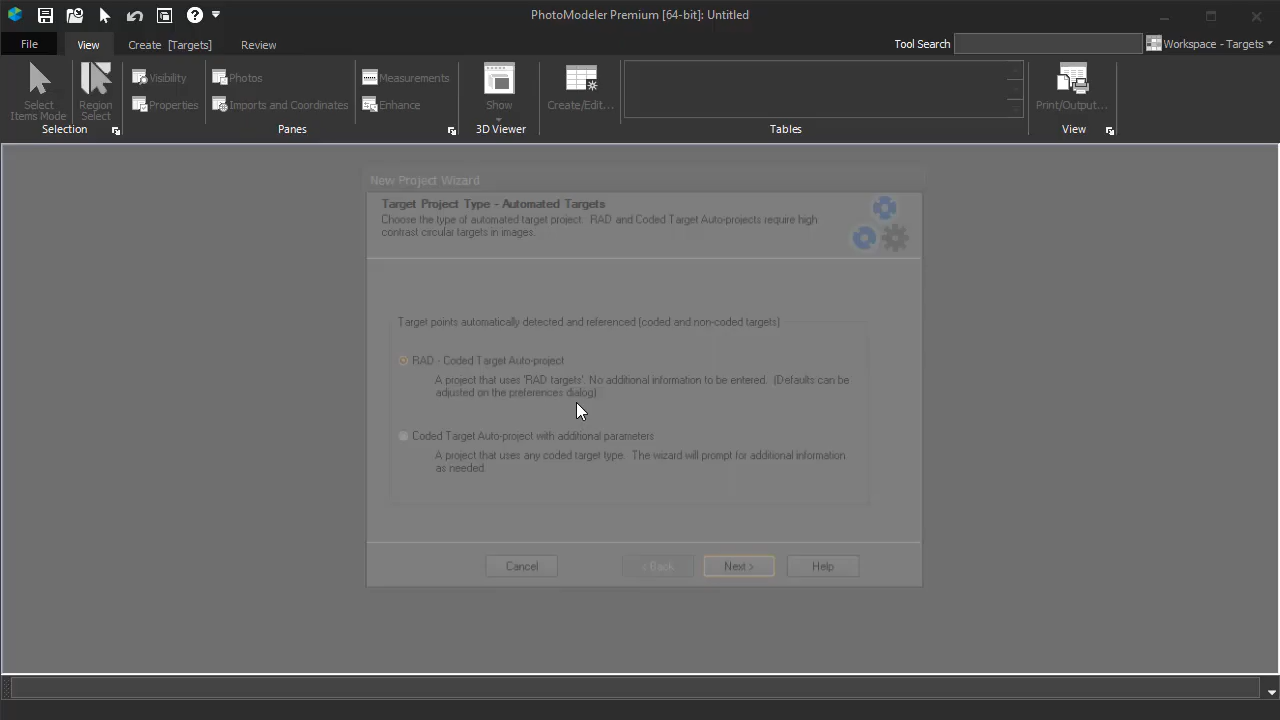 PhotoModeler Premium [64-bit]: Untitled
File
View
Create [Targets]
Review
Tool Search
Workspace - Targets
Select
Items Mode
Region
Select
Visibility
Properties
Photos
Imports and Coordinates
Measurements
Enhance
Show
Create/Edit...
Print/Output...
Selection
Panes
3D Viewer
Tables
View
New Project Wizard
Target Project Type - Automated Targets
Choose the type of automated target project. RAD and Coded Target Auto-projects require high
contrast circular targets in images.
Target points automatically detected and referenced (coded and non-coded targets)
RAD - Coded Target Auto-project
A project that uses 'RAD targets'. No additional information to be entered. (Defaults can be
adjusted on the preferences dialog).
Coded Target Auto-project with additional parameters
A project that uses any coded target type. The wizard will prompt for additional information
as needed
Cancel
< Back
Next >
Help